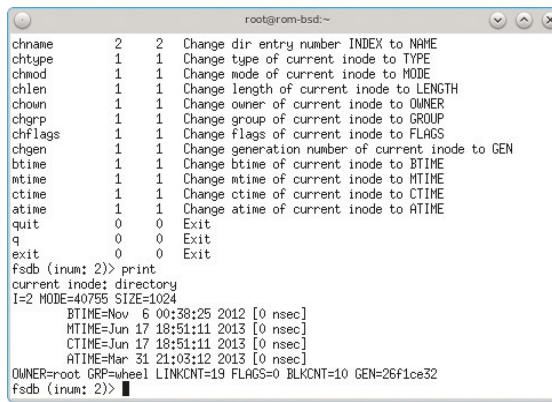 root@rom-bsd:~
chname 2 2 Change dir entry number INDEX to NAME
chtype 1 1 Change type of current inode to TYPE
chmod 1 1 Change mode of current inode to MODE
chlen 1 1 Change length of current inode to LENGTH
chown 1 1 Change owner of current inode to OWNER
chgrp 1 1 Change group of current inode to GROUP
chflags 1 1 Change flags of current inode to FLAGS
chgen 1 1 Change generation number of current inode to GEN
btime 1 1 Change btime of current inode to BTIME
mtime 1 1 Change mtime of current inode to MTIME
ctime 1 1 Change ctime of current inode to CTIME
atime 1 1 Change atime of current inode to ATIME
quit 0 0 Exit
q 0 0 Exit
exit 0 0 Exit
fsdb (inum: 2)> print
current inode: directory
I=2 MODE=40755 SIZE=1024
BTIME=Nov 6 00:38:25 2012 [0 nsec]
MTIME=Jun 17 18:51:11 2013 [0 nsec]
CTIME=Jun 17 18:51:11 2013 [0 nsec]
ATIME=Mar 31 21:03:12 2013 [0 nsec]
OWNER=root GRP=wheel LINKCNT=19 FLAGS=0 BLKCNT=10 GEN=26f1ce32
fsdb (inum: 2)>